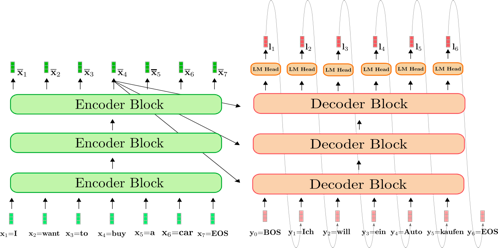 l₁ l₂ l₃ l₄ l₅ l₆
x̅₁ x̅₂ x̅₃ x̅₄ x̅₅ x̅₆ x̅₇
LM Head LM Head LM Head LM Head LM Head LM Head
Encoder Block
Encoder Block
Encoder Block
Decoder Block
Decoder Block
Decoder Block
x₁=I x₂=want x₃=to x₄=buy x₅=a x₆=car x₇=EOS
y₀=BOS y₁=Ich y₂=will y₃=ein y₄=Auto y₅=kaufen y₆=EOS